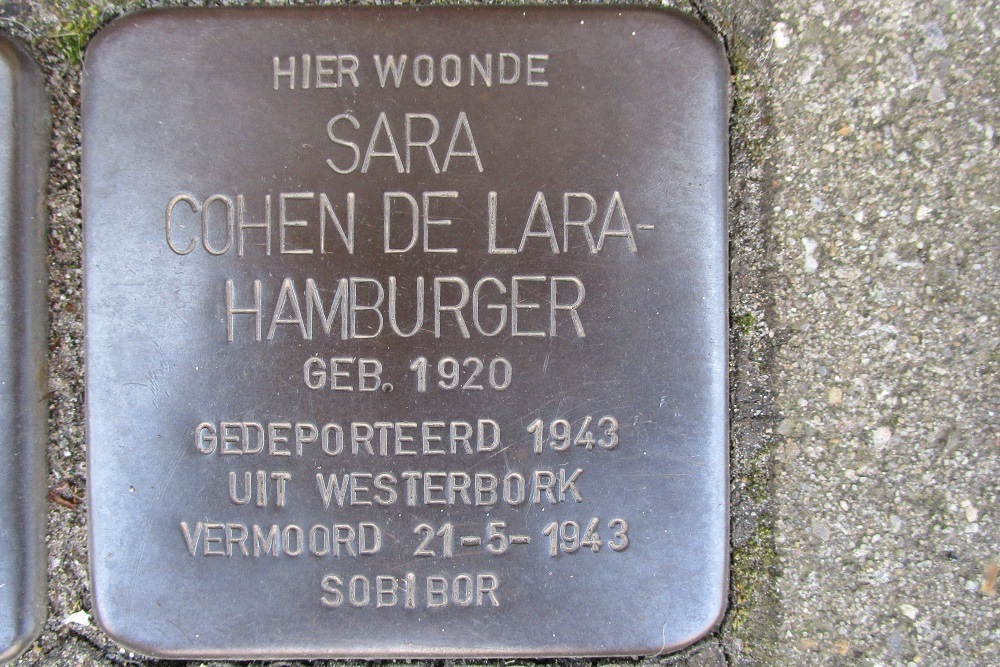 HIER WOONDE
SARA
COHEN DE LARA-
HAMBURGER
GEB. 1920
GEDEPORTEERD 1943
UIT WESTERBORK
VERMOORD 21-5-1943
SOBIBOR